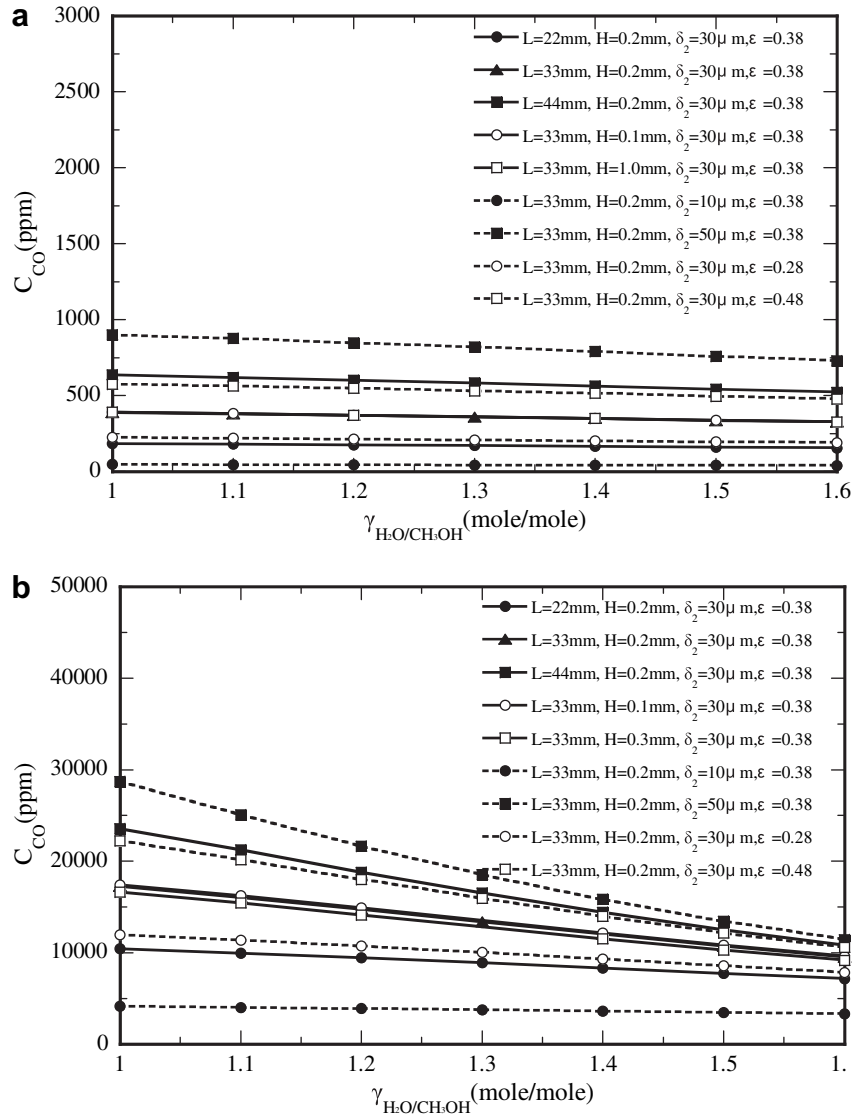 a
3000
2500
2000
1500
1000
500
0
C_CO(ppm)
L=22mm, H=0.2mm, δ₂=30μ m,ε =0.38
L=33mm, H=0.2mm, δ₂=30μ m,ε =0.38
L=44mm, H=0.2mm, δ₂=30μ m,ε =0.38
L=33mm, H=0.1mm, δ₂=30μ m,ε =0.38
L=33mm, H=1.0mm, δ₂=30μ m,ε =0.38
L=33mm, H=0.2mm, δ₂=10μ m,ε =0.38
L=33mm, H=0.2mm, δ₂=50μ m,ε =0.38
L=33mm, H=0.2mm, δ₂=30μ m,ε =0.28
L=33mm, H=0.2mm, δ₂=30μ m,ε =0.48
1 1.1 1.2 1.3 1.4 1.5 1.6
γ_H₂O/CH₃OH(mole/mole)
b
50000
40000
30000
20000
10000
0
C_CO(ppm)
L=22mm, H=0.2mm, δ₂=30μ m,ε =0.38
L=33mm, H=0.2mm, δ₂=30μ m,ε =0.38
L=44mm, H=0.2mm, δ₂=30μ m,ε =0.38
L=33mm, H=0.1mm, δ₂=30μ m,ε =0.38
L=33mm, H=0.3mm, δ₂=30μ m,ε =0.38
L=33mm, H=0.2mm, δ₂=10μ m,ε =0.38
L=33mm, H=0.2mm, δ₂=50μ m,ε =0.38
L=33mm, H=0.2mm, δ₂=30μ m,ε =0.28
L=33mm, H=0.2mm, δ₂=30μ m,ε =0.48
1 1.1 1.2 1.3 1.4 1.5 1.
γ_H₂O/CH₃OH(mole/mole)